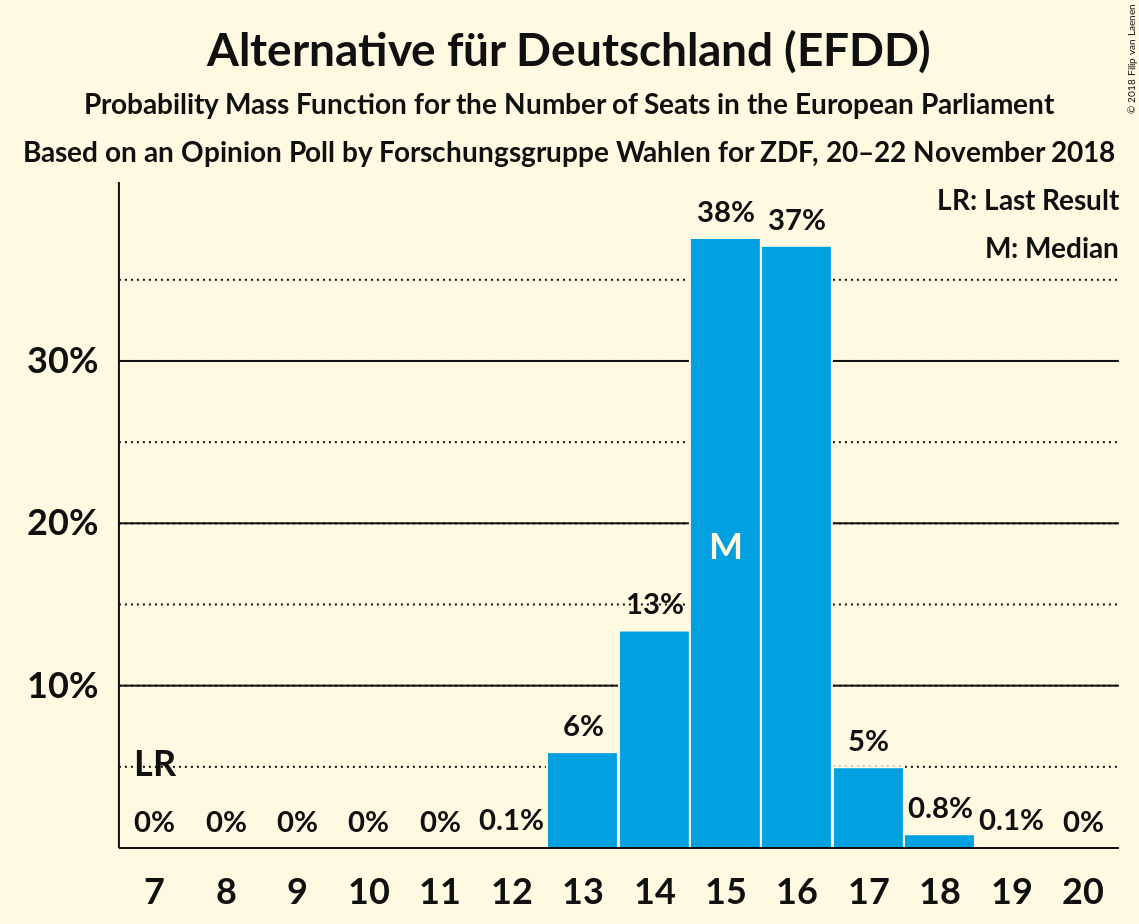 Alternative für Deutschland (EFDD)
Probability Mass Function for the Number of Seats in the European Parliament
Based on an Opinion Poll by Forschungsgruppe Wahlen for ZDF, 20–22 November 2018
© 2018 Filip van Laenen
LR: Last Result
M: Median
38%
37%
30%
20%
M
13%
10%
6%
5%
LR
0%
0%
0%
0%
0%
0.1%
0.8%
0.1%
0%
7 8 9 10 11 12 13 14 15 16 17 18 19 20